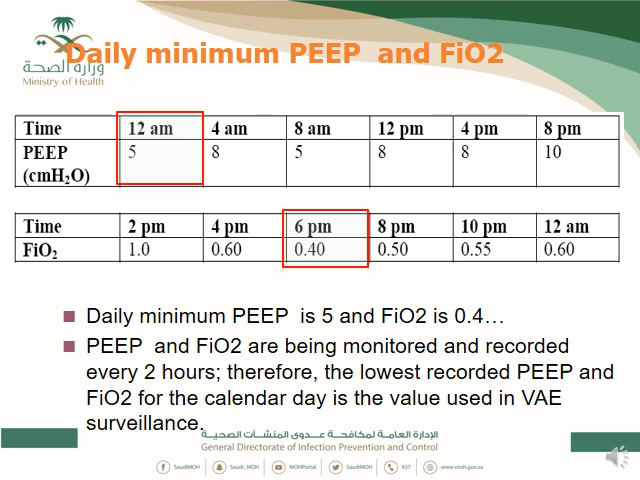 Daily minimum PEEP and FiO2
وزارة الصحة
Ministry of Health
Time 12 am 4 am 8 am 12 pm 4 pm 8 pm
PEEP 5 8 5 8 8 10
(cmH₂O)
Time 2 pm 4 pm 6 pm 8 pm 10 pm 12 am
FiO₂ 1.0 0.60 0.40 0.50 0.55 0.60
Daily minimum PEEP is 5 and FiO2 is 0.4…
PEEP and FiO2 are being monitored and recorded
every 2 hours; therefore, the lowest recorded PEEP and
FiO2 for the calendar day is the value used in VAE
surveillance.
الإدارة العامة لمكافحة عدوى المنشآت الصحية
General Directorate of Infection Prevention and Control
SaudiMOH Saudi_MOH MOHPortal SaudiMOH 937 www.moh.gov.sa